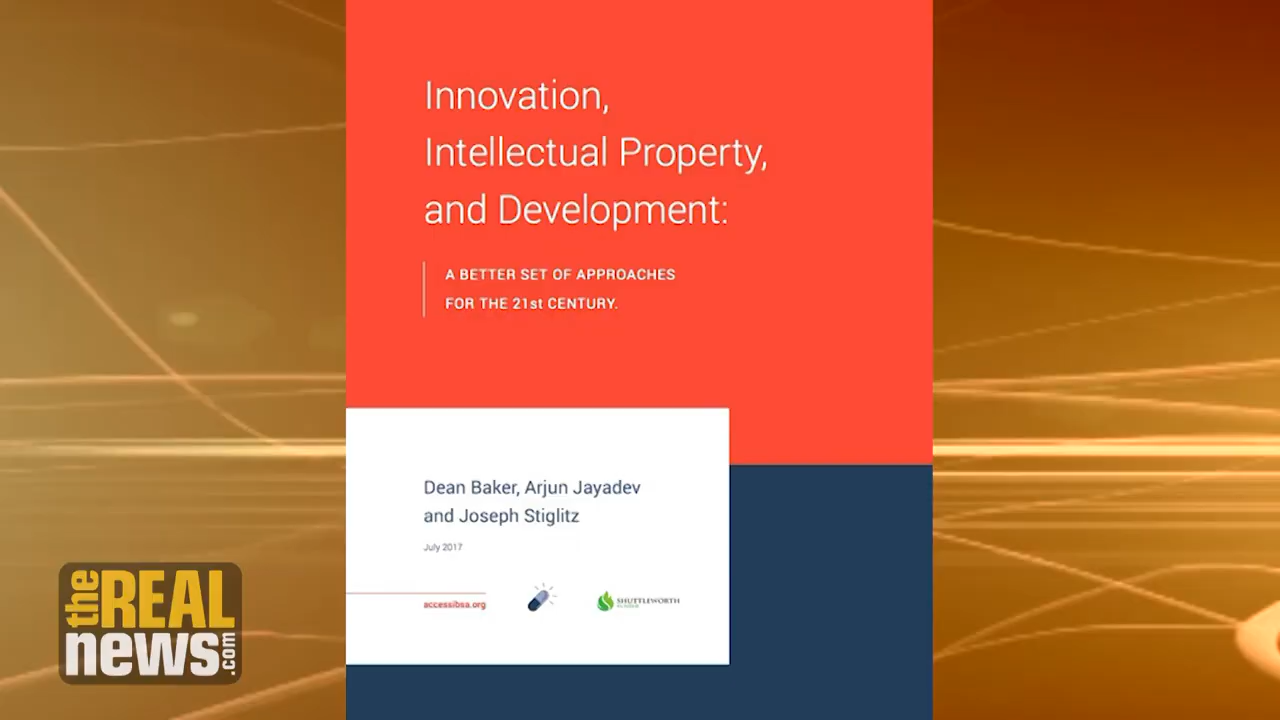 Innovation,
Intellectual Property,
and Development:
A BETTER SET OF APPROACHES
FOR THE 21st CENTURY.
Dean Baker, Arjun Jayadev
and Joseph Stiglitz
July 2017
accessibsa.org
SHUTTLEWORTH
the REAL
news.com